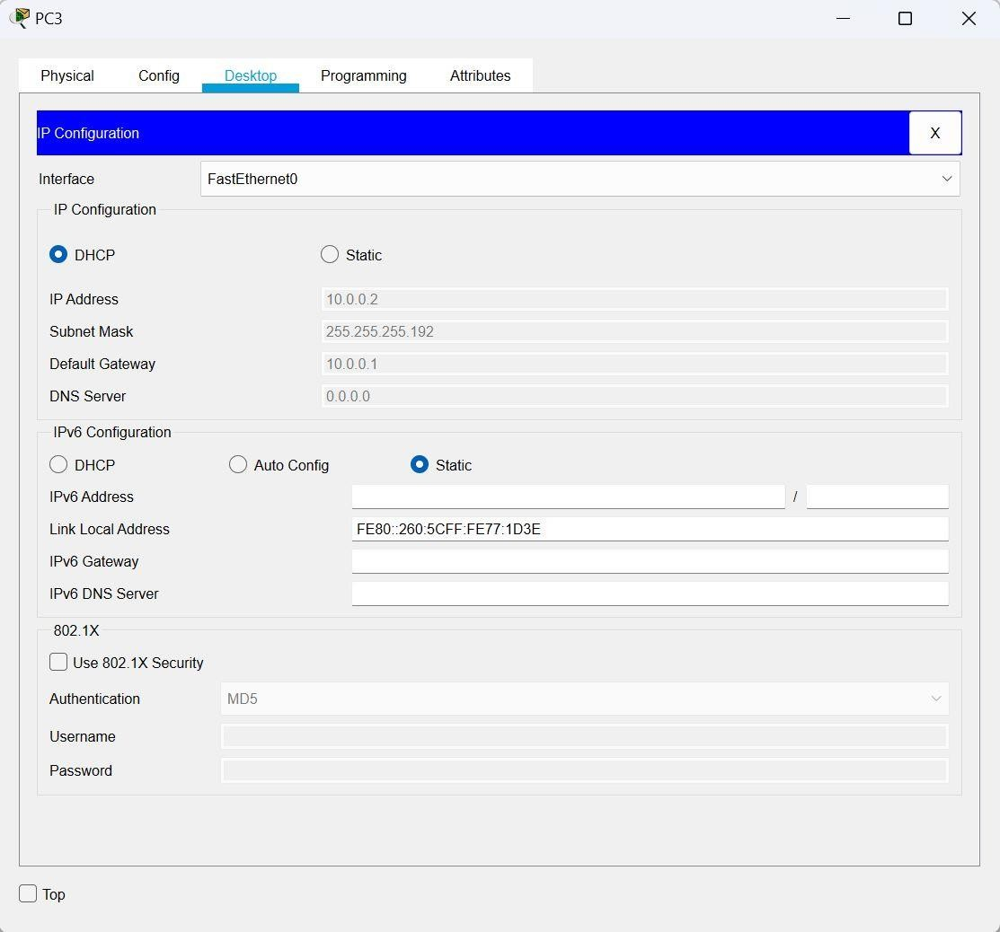 PC3
Physical Config Desktop Programming Attributes
IP Configuration X
Interface FastEthernet0
IP Configuration
DHCP Static
IP Address 10.0.0.2
Subnet Mask 255.255.255.192
Default Gateway 10.0.0.1
DNS Server 0.0.0.0
IPv6 Configuration
DHCP Auto Config Static
IPv6 Address /
Link Local Address FE80::260:5CFF:FE77:1D3E
IPv6 Gateway
IPv6 DNS Server
802.1X
Use 802.1X Security
Authentication MD5
Username
Password
Top